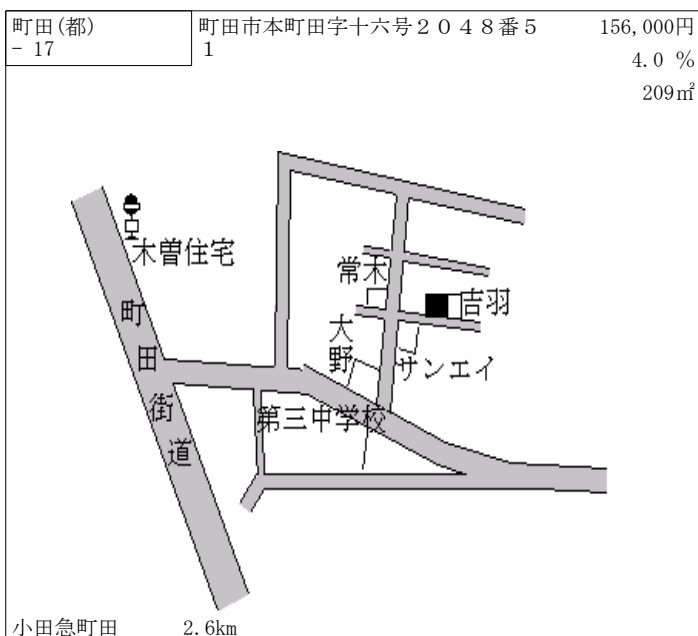 町田(都)
- 17
町田市本町田字十六号２０４８番５
１
156,000円
4.0 %
209㎡
木曽住宅
常木
吉羽
大野
サンエイ
町田街道
第三中学校
小田急町田 2.6km